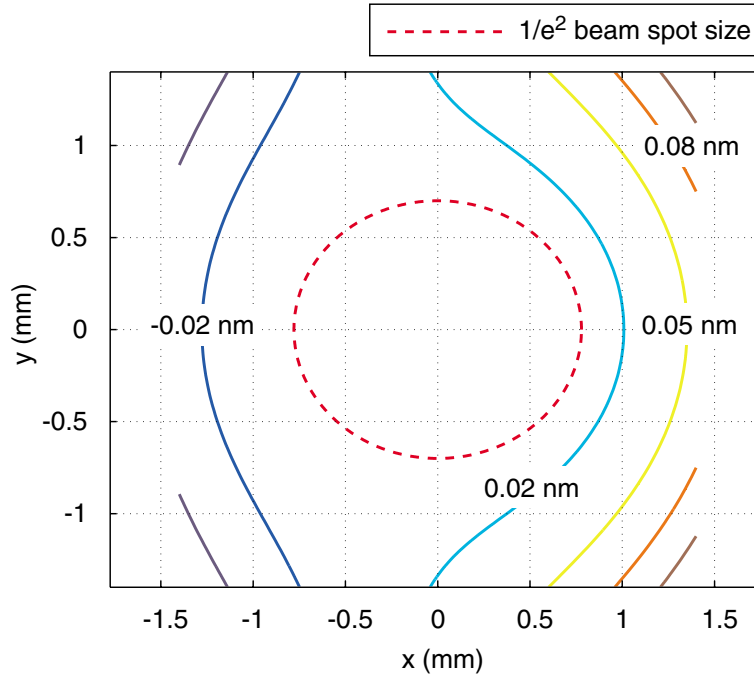 1/e² beam spot size
1
0.08 nm
0.5
y (mm)
0
-0.02 nm
0.05 nm
-0.5
0.02 nm
-1
-1.5 -1 -0.5 0 0.5 1 1.5
x (mm)